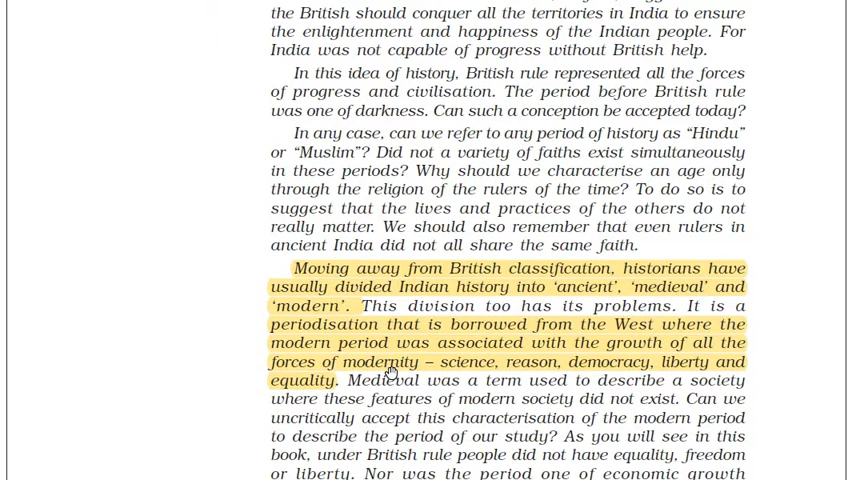 the British should conquer all the territories in India to ensure
the enlightenment and happiness of the Indian people. For
India was not capable of progress without British help.
In this idea of history, British rule represented all the forces
of progress and civilisation. The period before British rule
was one of darkness. Can such a conception be accepted today?
In any case, can we refer to any period of history as “Hindu”
or “Muslim”? Did not a variety of faiths exist simultaneously
in these periods? Why should we characterise an age only
through the religion of the rulers of the time? To do so is to
suggest that the lives and practices of the others do not
really matter. We should also remember that even rulers in
ancient India did not all share the same faith.
Moving away from British classification, historians have
usually divided Indian history into ‘ancient’, ‘medieval’ and
‘modern’. This division too has its problems. It is a
periodisation that is borrowed from the West where the
modern period was associated with the growth of all the
forces of modernity – science, reason, democracy, liberty and
equality. Medieval was a term used to describe a society
where these features of modern society did not exist. Can we
uncritically accept this characterisation of the modern period
to describe the period of our study? As you will see in this
book, under British rule people did not have equality, freedom
or liberty. Nor was the period one of economic growth